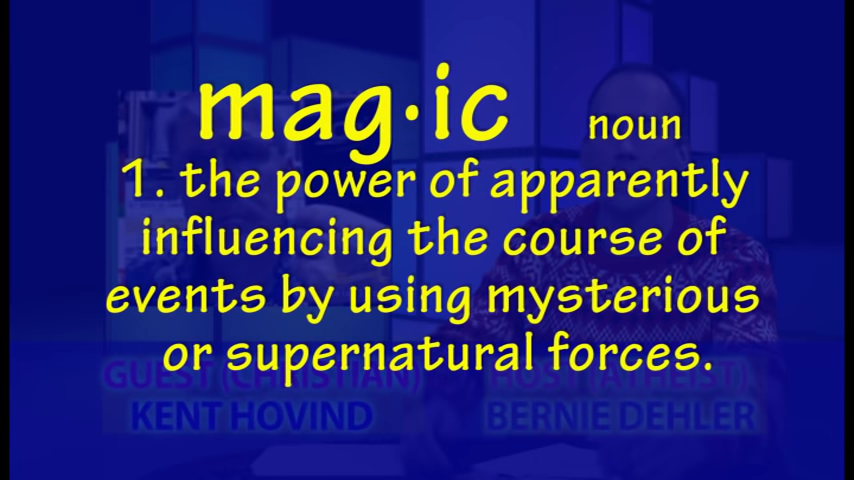 mag·ic noun
1. the power of apparently
influencing the course of
events by using mysterious
or supernatural forces.
GUEST (CHRISTIAN) HOST (ATHEIST)
KENT HOVIND BERNIE DEHLER